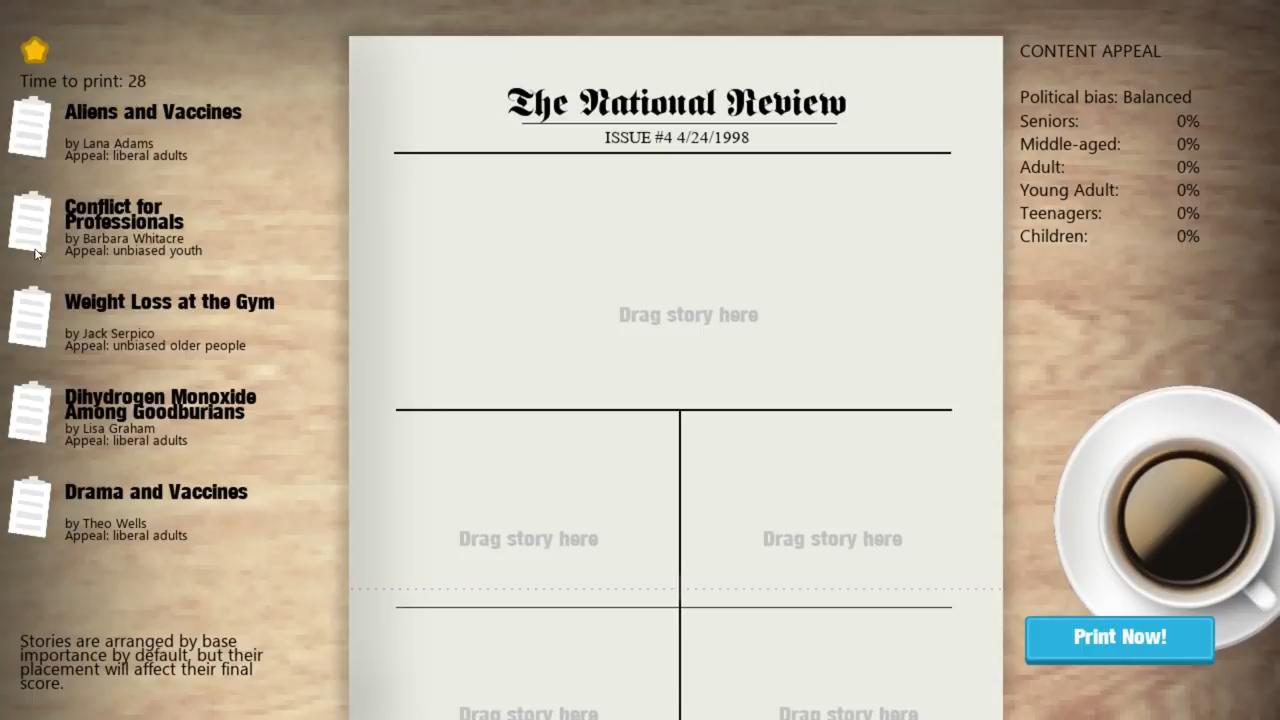 Time to print: 28
Aliens and Vaccines
by Lana Adams
Appeal: liberal adults
Conflict for
Professionals
by Barbara Whitacre
Appeal: unbiased youth
Weight Loss at the Gym
by Jack Serpico
Appeal: unbiased older people
Dihydrogen Monoxide
Among Goodburians
by Lisa Graham
Appeal: liberal adults
Drama and Vaccines
by Theo Wells
Appeal: liberal adults
Stories are arranged by base
importance by default, but their
placement will affect their final
score.
The National Review
ISSUE #4 4/24/1998
Drag story here
Drag story here
Drag story here
Drag story here
Drag story here
CONTENT APPEAL
Political bias: Balanced
Seniors: 0%
Middle-aged: 0%
Adult: 0%
Young Adult: 0%
Teenagers: 0%
Children: 0%
Print Now!